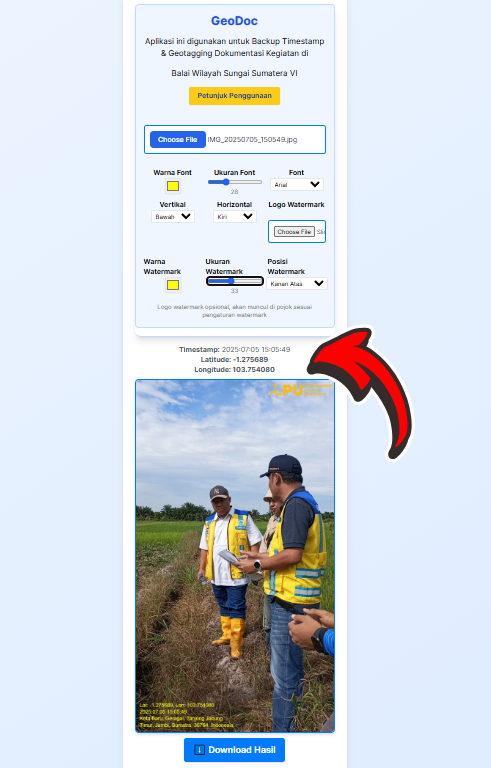 GeoDoc
Aplikasi ini digunakan untuk Backup Timestamp
& Geotagging Dokumentasi Kegiatan di
Balai Wilayah Sungai Sumatera VI
Petunjuk Penggunaan
Choose File IMG_20250705_150549.jpg
Warna Font Ukuran Font Font
28 Arial
Vertikal Horizontal Logo Watermark
Bawah Kiri
Choose File
Warna Ukuran Posisi
Watermark Watermark Watermark
33 Kanan Atas
Logo watermark opsional, akan muncul di pojok sesuai
pengaturan watermark
Timestamp: 2025:07:05 15:05:49
Latitude: -1.275689
Longitude: 103.754080
PU
Lat: -1.275689, Lon: 103.754080
2025:07:05 15:05:49
Kota Baru, Geragai, Tanjung Jabung
Timur, Jambi, Sumatra, 36764, Indonesia
Download Hasil